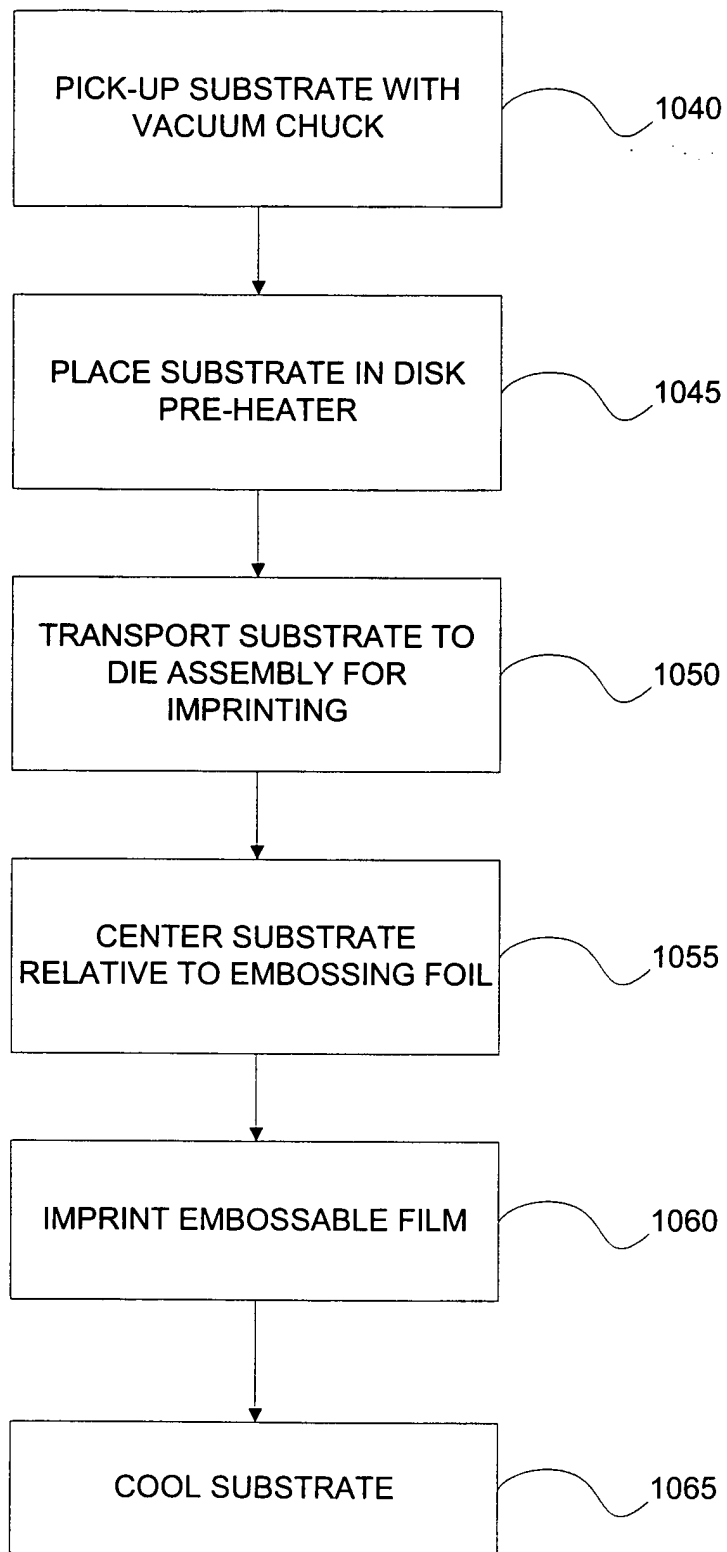 PICK-UP SUBSTRATE WITH
VACUUM CHUCK
1040
PLACE SUBSTRATE IN DISK
PRE-HEATER
1045
TRANSPORT SUBSTRATE TO
DIE ASSEMBLY FOR
IMPRINTING
1050
CENTER SUBSTRATE
RELATIVE TO EMBOSSING FOIL
1055
IMPRINT EMBOSSABLE FILM
1060
COOL SUBSTRATE
1065